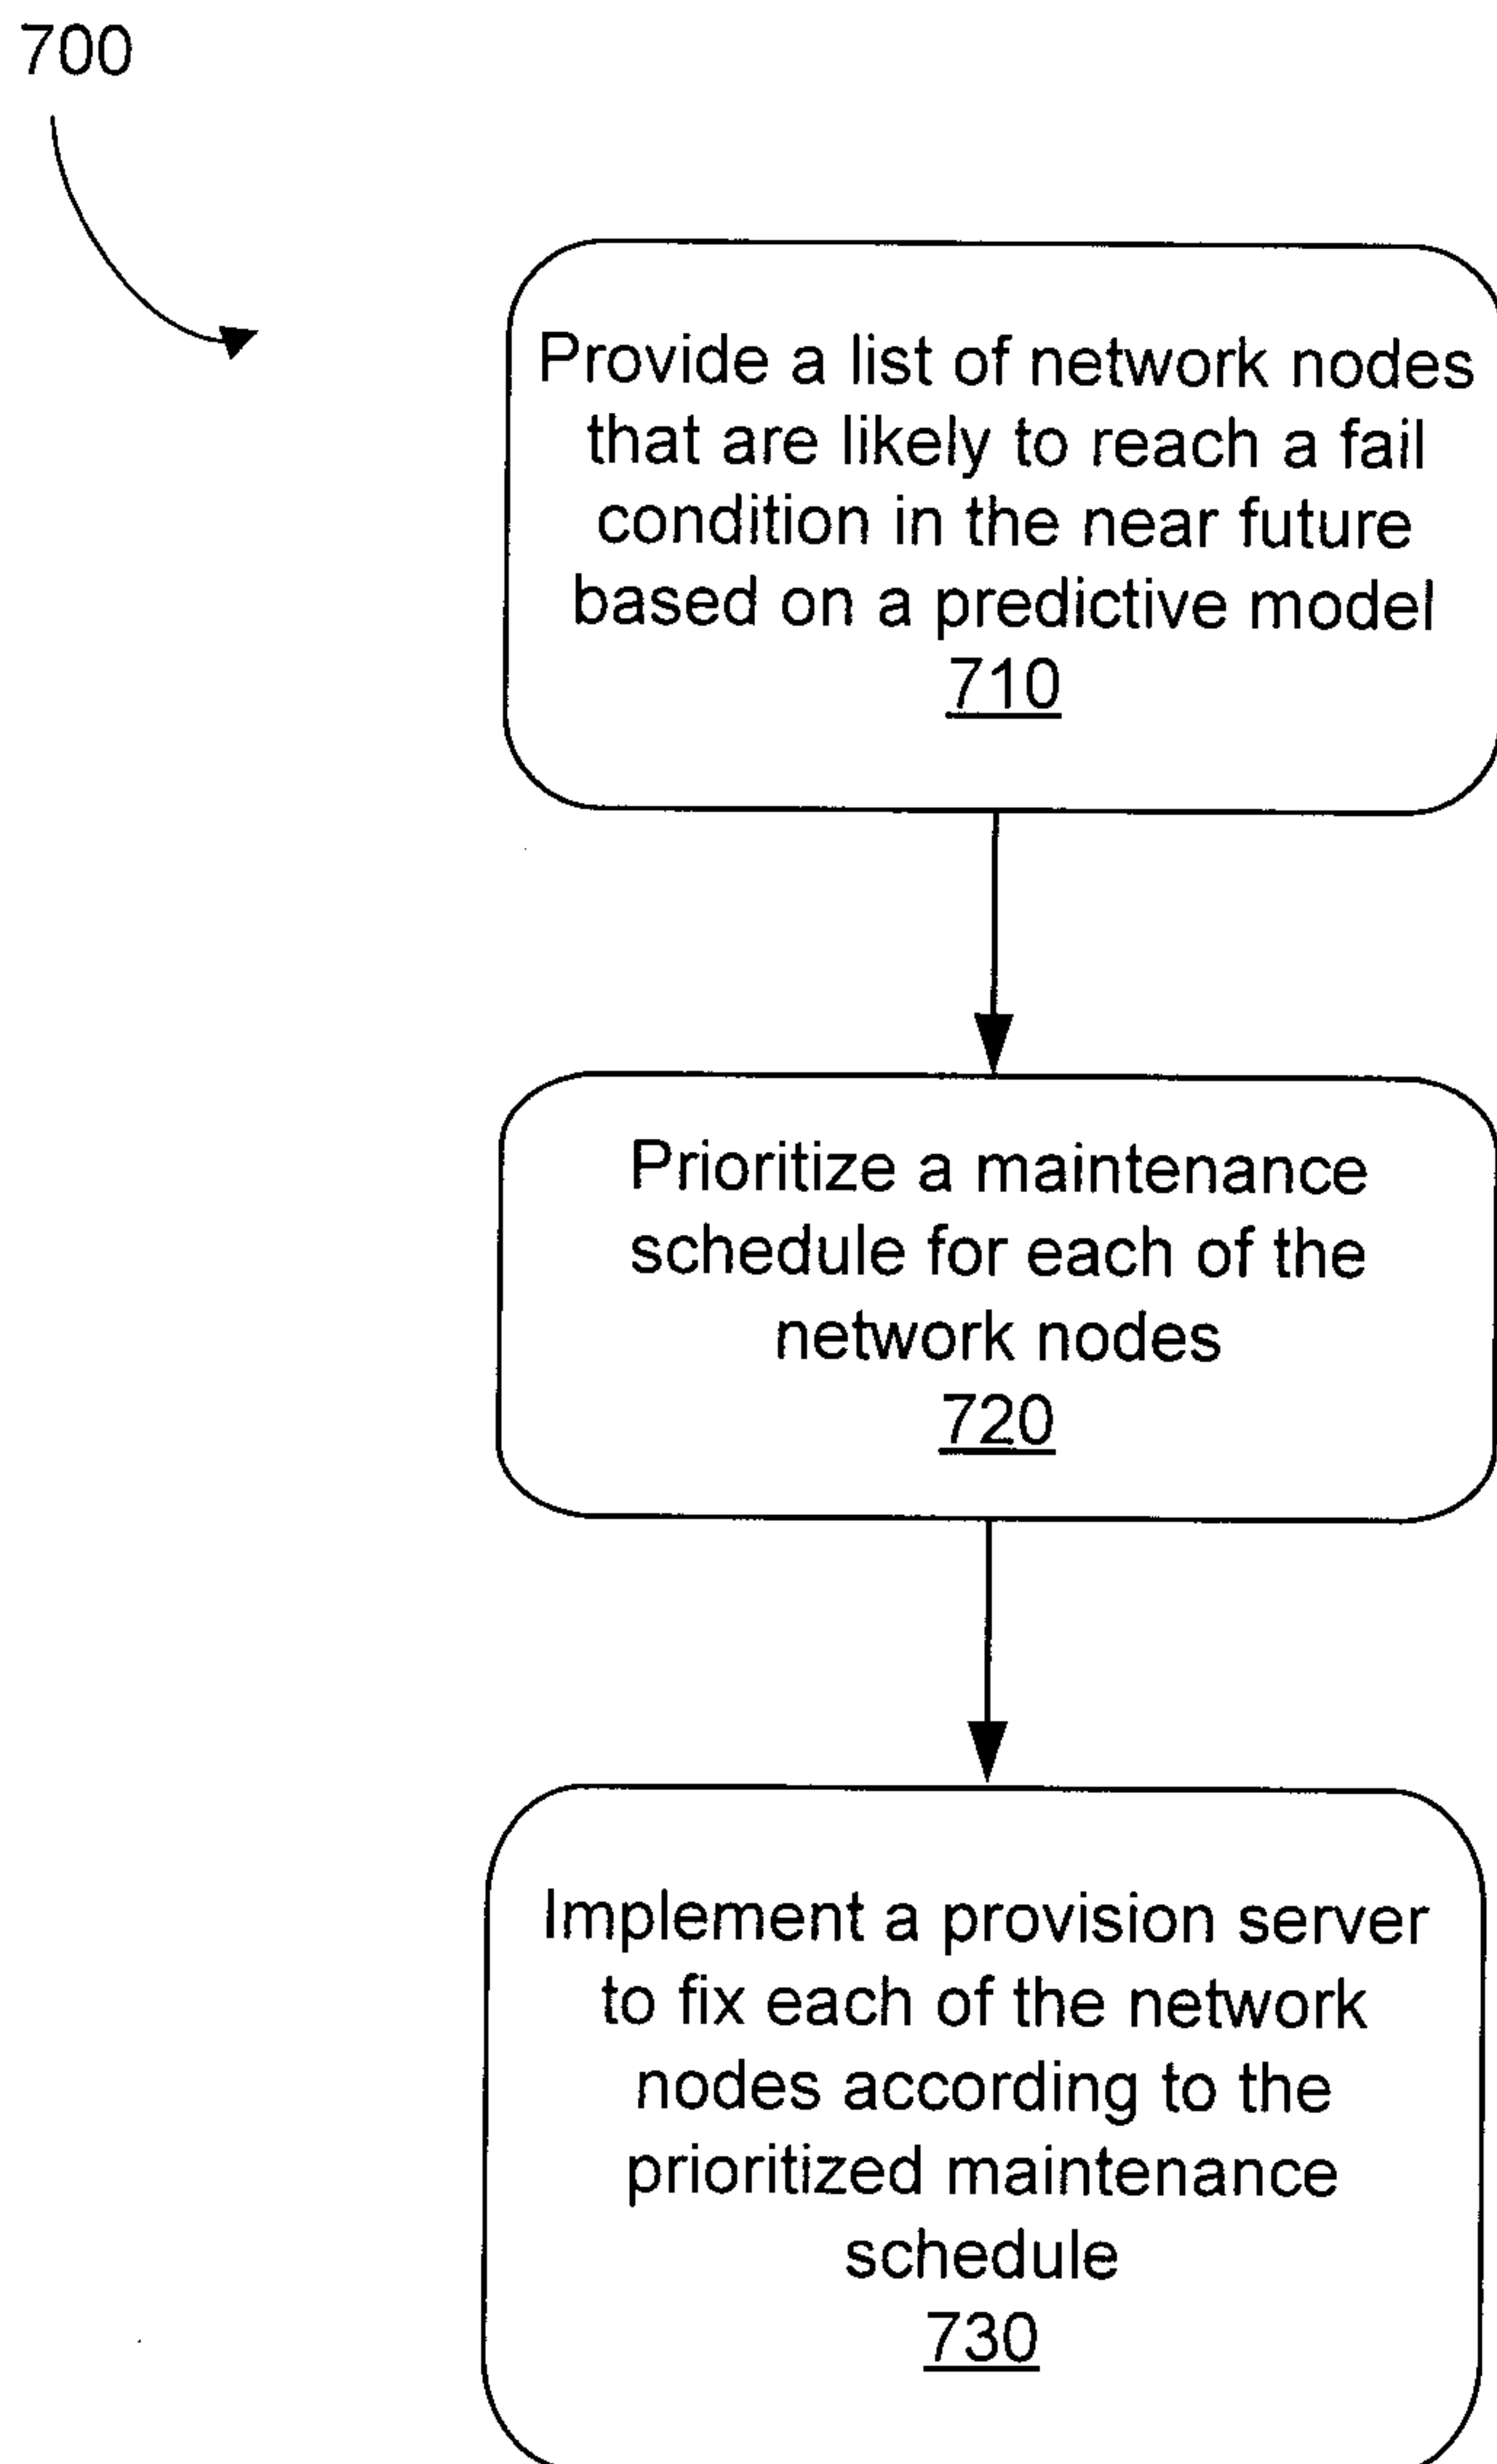 700
Provide a list of network nodes
that are likely to reach a fail
condition in the near future
based on a predictive model
710
Prioritize a maintenance
schedule for each of the
network nodes
720
Implement a provision server
to fix each of the network
nodes according to the
prioritized maintenance
schedule
730